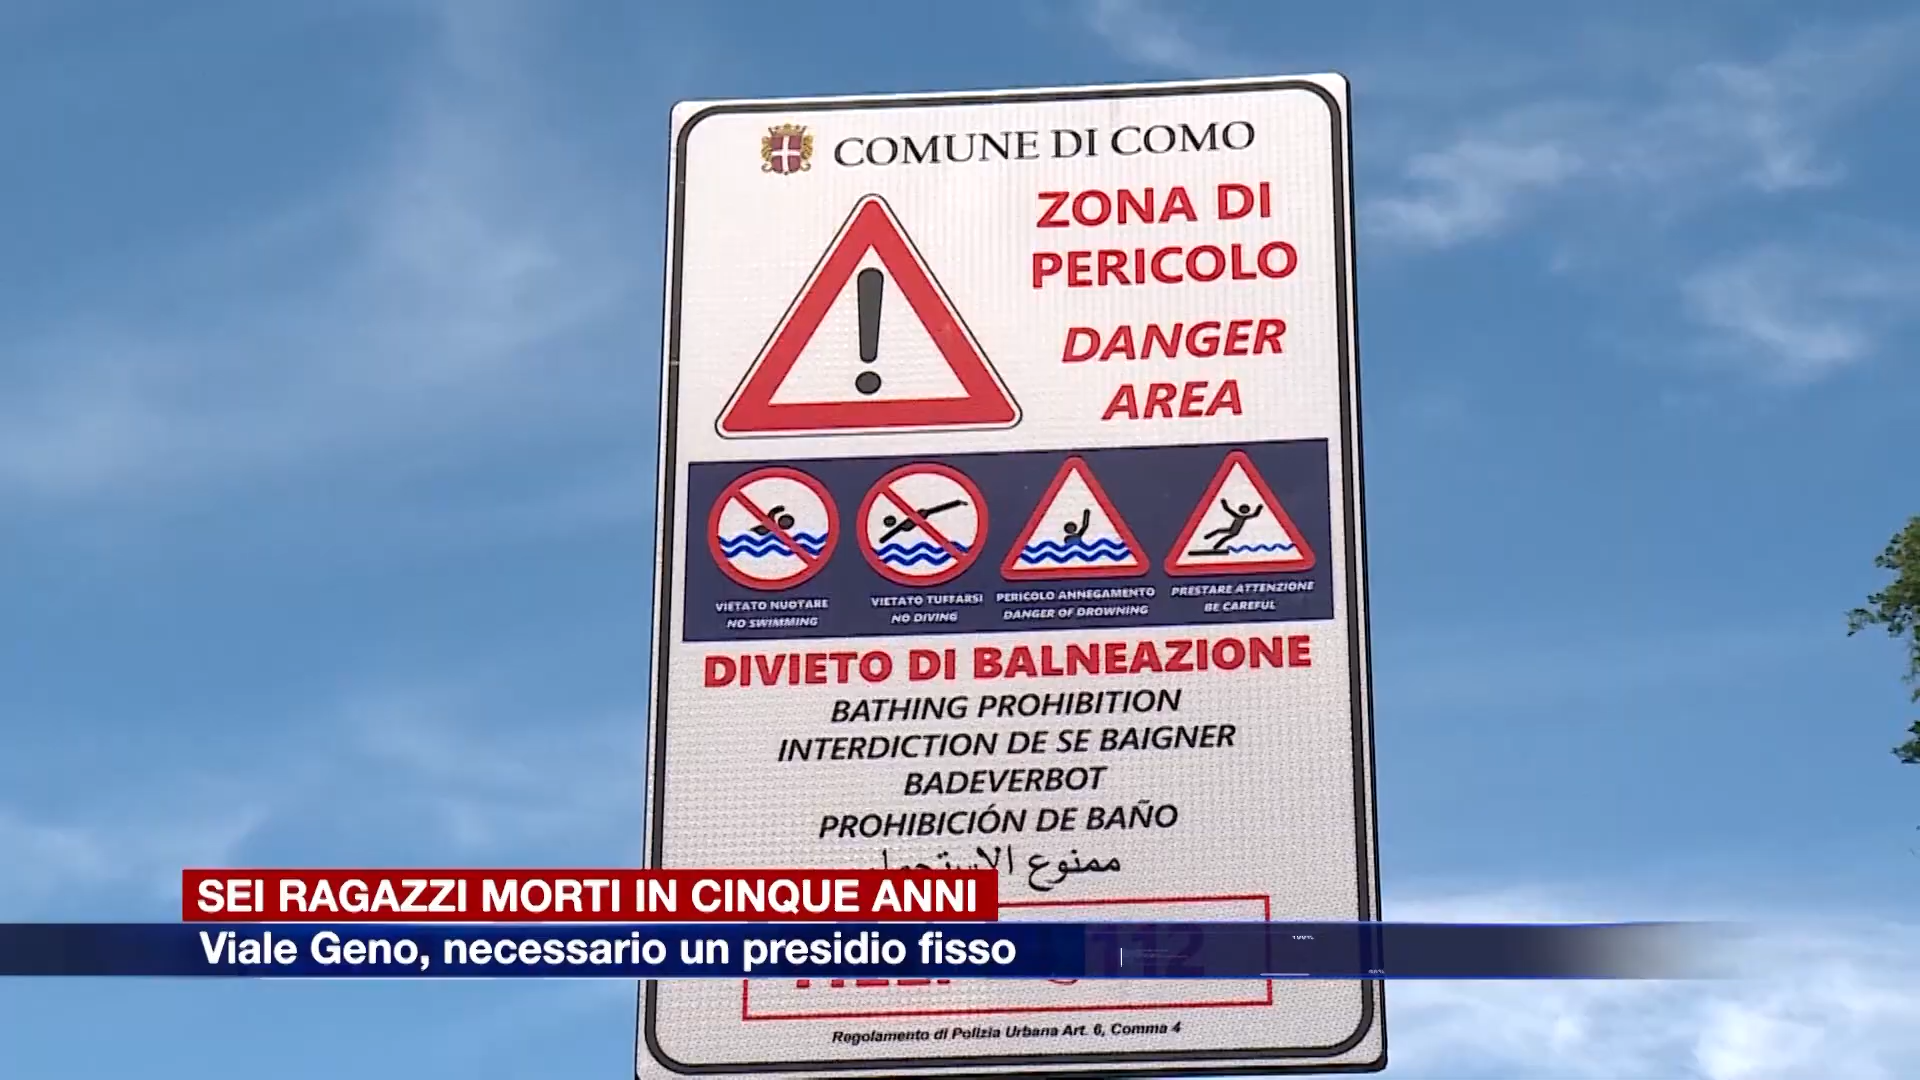 COMUNE DI COMO
ZONA DI
PERICOLO
DANGER
AREA
VIETATO NUOTARE
NO SWIMMING
VIETATO TUFFARSI
NO DIVING
PERICOLO ANNEGAMENTO
DANGER OF DROWNING
PRESTARE ATTENZIONE
BE CAREFUL
DIVIETO DI BALNEAZIONE
BATHING PROHIBITION
INTERDICTION DE SE BAIGNER
BADEVERBOT
PROHIBICIÓN DE BAÑO
ممنوع
SEI RAGAZZI MORTI IN CINQUE ANNI
Viale Geno, necessario un presidio fisso
112
Regolamento di Polizia Urbana Art. 6, Comma 4